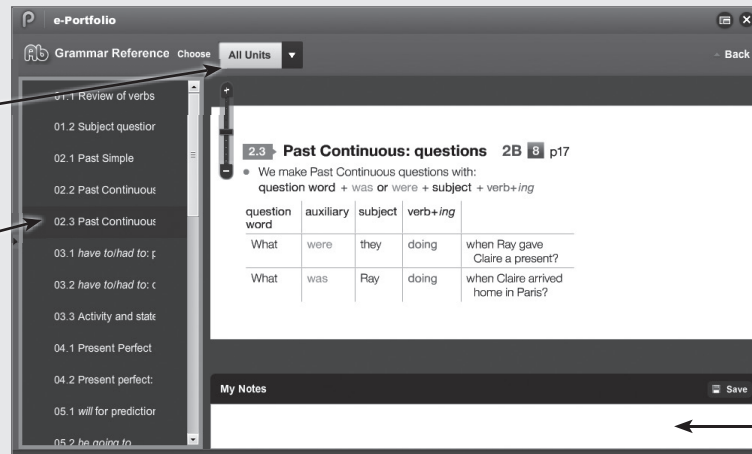 e-Portfolio
Ab Grammar Reference Choose All Units
Back
01.1 Review of verbs
01.2 Subject question
02.1 Past Simple
02.2 Past Continuous
02.3 Past Continuous
03.1 have to/had to: p
03.2 have to/had to: c
03.3 Activity and state
04.1 Present Perfect
04.2 Present perfect:
05.1 will for prediction
05.2 be going to
2.3 Past Continuous: questions 2B 8 p17
• We make Past Continuous questions with:
question word + was or were + subject + verb+ing
question word auxiliary subject verb+ing
What were they doing when Ray gave Claire a present?
What was Ray doing when Claire arrived home in Paris?
My Notes
Save